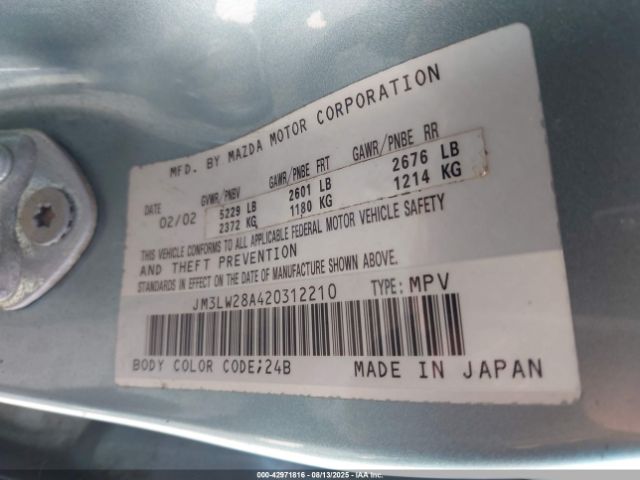 MFD. BY MAZDA MOTOR CORPORATION
DATE GVWR/PNBV GAWR/PNBE FRT GAWR/PNBE RR
02/02 5229 LB 2601 LB 2676 LB
2372 KG 1180 KG 1214 KG
THIS VEHICLE CONFORMS TO ALL APPLICABLE FEDERAL MOTOR VEHICLE SAFETY
AND THEFT PREVENTION
STANDARDS IN EFFECT ON THE DATE OF MANUFACTURE SHOWN ABOVE.
JM3LW28A420312210 TYPE: MPV
BODY COLOR CODE;24B MADE IN JAPAN
000-42971816 - 08/13/2025 - IAA Inc.